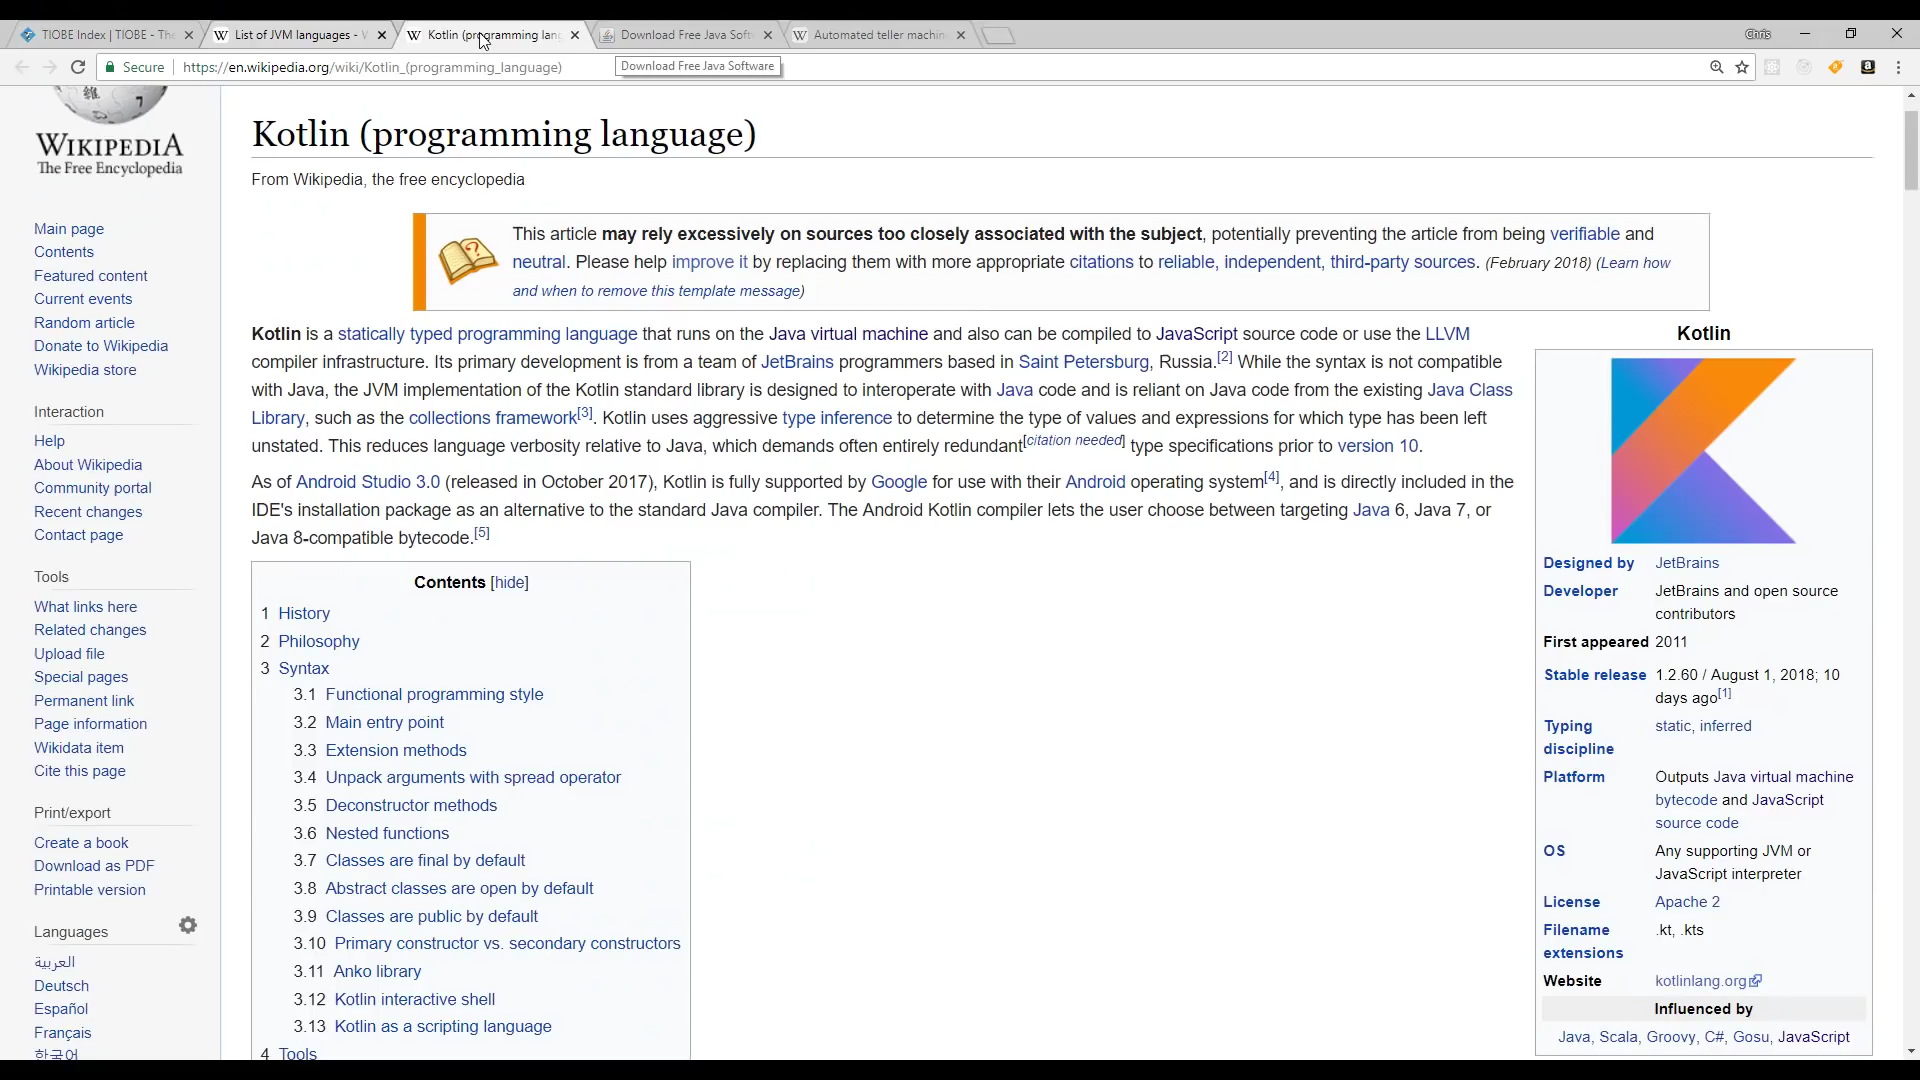 TIOBE Index | TIOBE - The
List of JVM languages - W
Kotlin (programming lang
Download Free Java Softw
Automated teller machine
Chris
Secure
https://en.wikipedia.org/wiki/Kotlin_(programming_language)
Download Free Java Software
WIKIPEDIA
The Free Encyclopedia
Main page
Contents
Featured content
Current events
Random article
Donate to Wikipedia
Wikipedia store
Interaction
Help
About Wikipedia
Community portal
Recent changes
Contact page
Tools
What links here
Related changes
Upload file
Special pages
Permanent link
Page information
Wikidata item
Cite this page
Print/export
Create a book
Download as PDF
Printable version
Languages
العربية
Deutsch
Español
Français
한국어
Kotlin (programming language)
From Wikipedia, the free encyclopedia
This article may rely excessively on sources too closely associated with the subject, potentially preventing the article from being verifiable and
neutral. Please help improve it by replacing them with more appropriate citations to reliable, independent, third-party sources. (February 2018) (Learn how
and when to remove this template message)
Kotlin is a statically typed programming language that runs on the Java virtual machine and also can be compiled to JavaScript source code or use the LLVM
compiler infrastructure. Its primary development is from a team of JetBrains programmers based in Saint Petersburg, Russia.[2] While the syntax is not compatible
with Java, the JVM implementation of the Kotlin standard library is designed to interoperate with Java code and is reliant on Java code from the existing Java Class
Library, such as the collections framework[3]. Kotlin uses aggressive type inference to determine the type of values and expressions for which type has been left
unstated. This reduces language verbosity relative to Java, which demands often entirely redundant[citation needed] type specifications prior to version 10.
As of Android Studio 3.0 (released in October 2017), Kotlin is fully supported by Google for use with their Android operating system[4], and is directly included in the
IDE's installation package as an alternative to the standard Java compiler. The Android Kotlin compiler lets the user choose between targeting Java 6, Java 7, or
Java 8-compatible bytecode.[5]
Contents [hide]
1 History
2 Philosophy
3 Syntax
3.1 Functional programming style
3.2 Main entry point
3.3 Extension methods
3.4 Unpack arguments with spread operator
3.5 Deconstructor methods
3.6 Nested functions
3.7 Classes are final by default
3.8 Abstract classes are open by default
3.9 Classes are public by default
3.10 Primary constructor vs. secondary constructors
3.11 Anko library
3.12 Kotlin interactive shell
3.13 Kotlin as a scripting language
4 Tools
Kotlin
Designed by JetBrains
Developer JetBrains and open source
contributors
First appeared 2011
Stable release 1.2.60 / August 1, 2018; 10
days ago[1]
Typing static, inferred
discipline
Platform Outputs Java virtual machine
bytecode and JavaScript
source code
OS Any supporting JVM or
JavaScript interpreter
License Apache 2
Filename .kt, .kts
extensions
Website kotlinlang.org
Influenced by
Java, Scala, Groovy, C#, Gosu, JavaScript